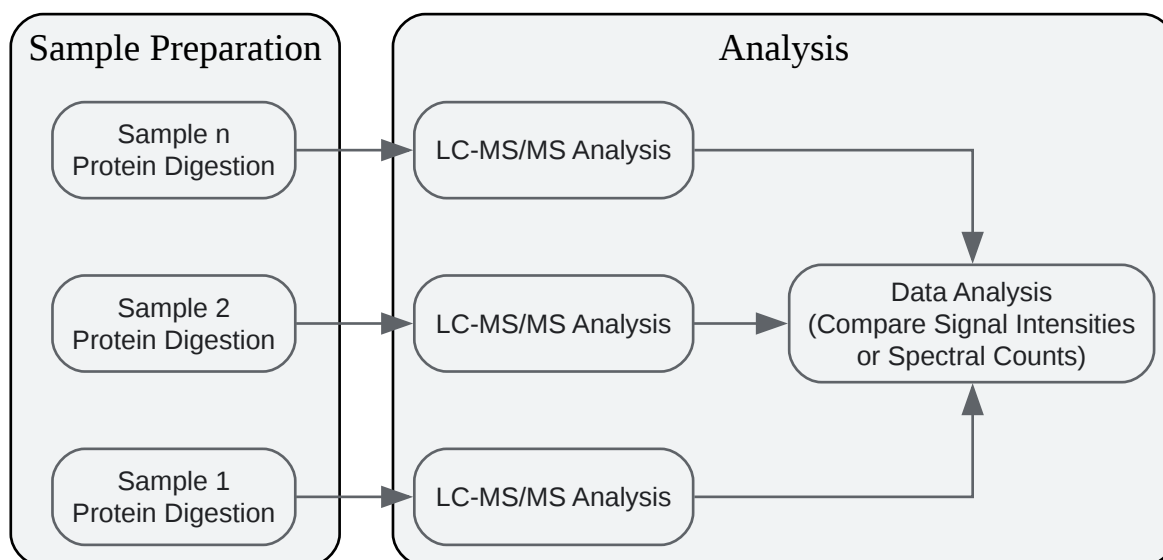 Sample Preparation
Sample n
Protein Digestion
Sample 2
Protein Digestion
Sample 1
Protein Digestion
Analysis
LC-MS/MS Analysis
LC-MS/MS Analysis
LC-MS/MS Analysis
Data Analysis
(Compare Signal Intensities
or Spectral Counts)